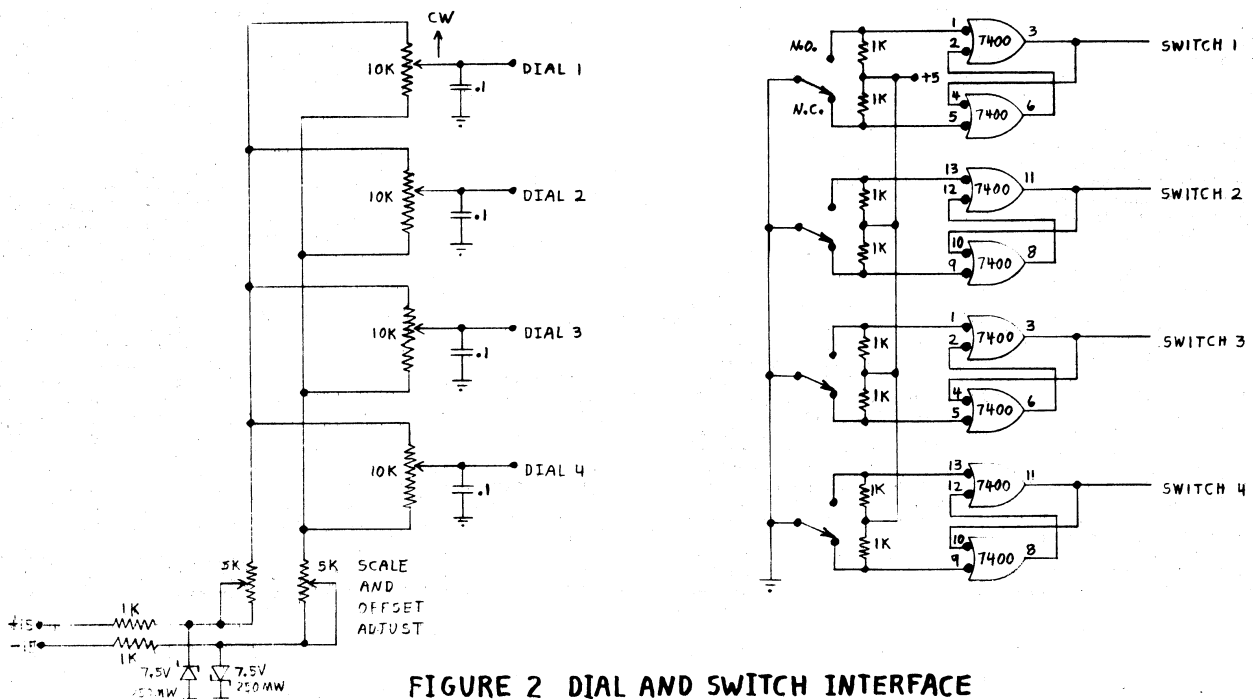 CW
10K
.1
DIAL 1
10K
.1
DIAL 2
10K
.1
DIAL 3
10K
.1
DIAL 4
5K
5K
SCALE
AND
OFFSET
ADJUST
1K
1K
7.5V
7.5V
250MW
N.O.
N.C.
1K
1K
+5
1
2
7400
3
4
5
7400
6
SWITCH 1
1K
1K
13
12
7400
11
10
9
7400
8
SWITCH 2
1K
1K
1
2
7400
3
4
5
7400
6
SWITCH 3
1K
1K
13
12
7400
11
10
9
7400
8
SWITCH 4
FIGURE 2 DIAL AND SWITCH INTERFACE